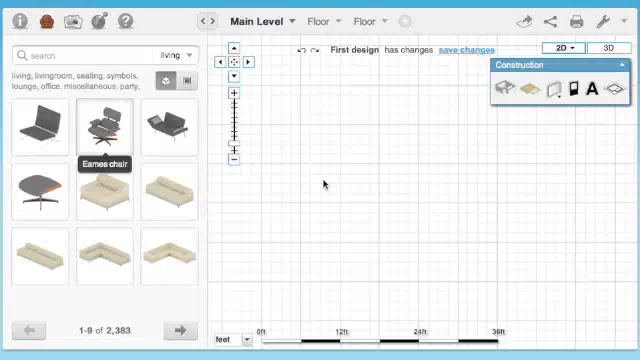 Main Level
Floor
Floor
search
living
living, livingroom, seating, symbols,
lounge, office, miscellaneous, party,
Eames chair
1-9 of 2,383
First design has changes save changes
2D
3D
Construction
A
feet
0ft
12ft
24ft
36ft